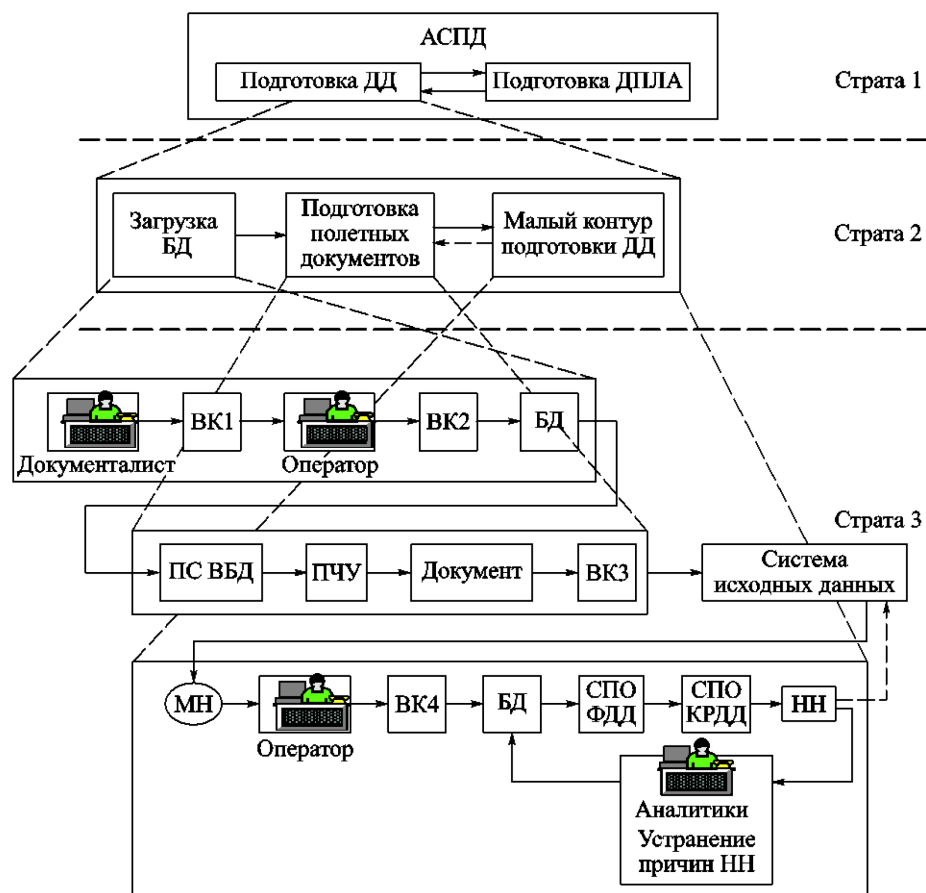 АСПД
Подготовка ДД
Подготовка ДПЛА
Страта 1
Загрузка
БД
Подготовка
полетных
документов
Малый контур
подготовки ДД
Страта 2
ВК1
ВК2
БД
Документалист
Оператор
Страта 3
ПС ВБД
ПЧУ
Документ
ВК3
Система
исходных данных
МН
Оператор
ВК4
БД
СПО
ФДД
СПО
КРДД
НН
Аналитики
Устранение
причин НН